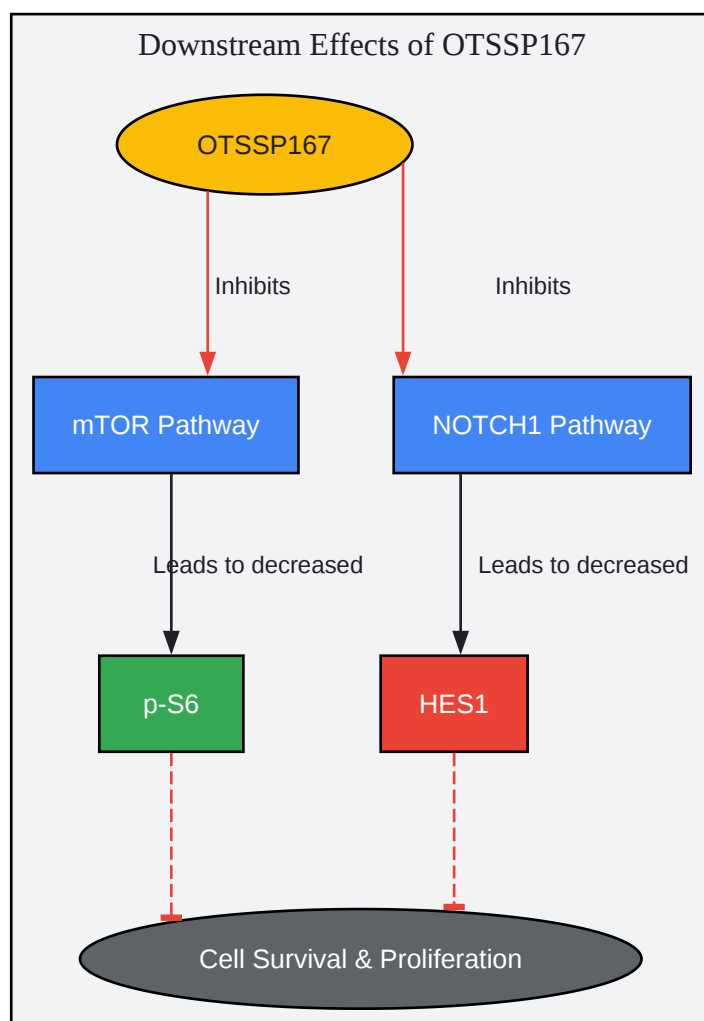 Downstream Effects of OTSSP167
OTSSP167
Inhibits
Inhibits
mTOR Pathway
NOTCH1 Pathway
Leads to decreased
Leads to decreased
p-S6
HES1
Cell Survival & Proliferation